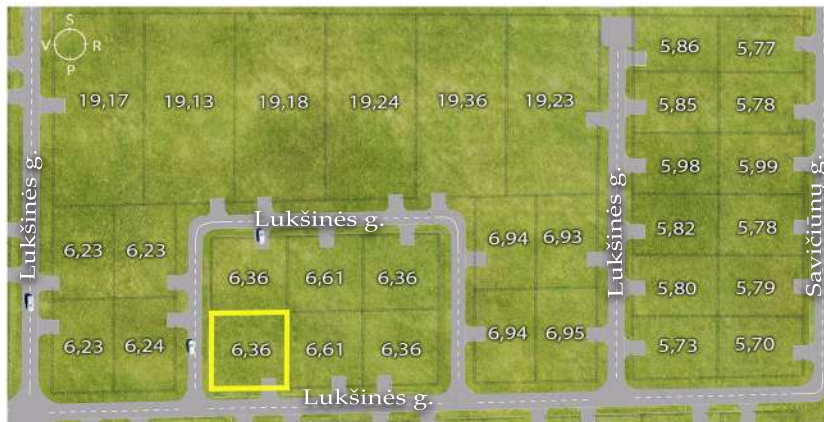 S
V R
P
5,86 5,77
19,17 19,13 19,18 19,24 19,36 19,23
5,85 5,78
5,98 5,99
Lukšinės g.
Lukšinės g.
Lukšinės g.
Savičiūnų g.
6,23 6,23
6,94 6,93
5,82 5,78
6,36 6,61 6,36
5,80 5,79
6,23 6,24
6,36 6,61 6,36
6,94 6,95
5,73 5,70
Lukšinės g.